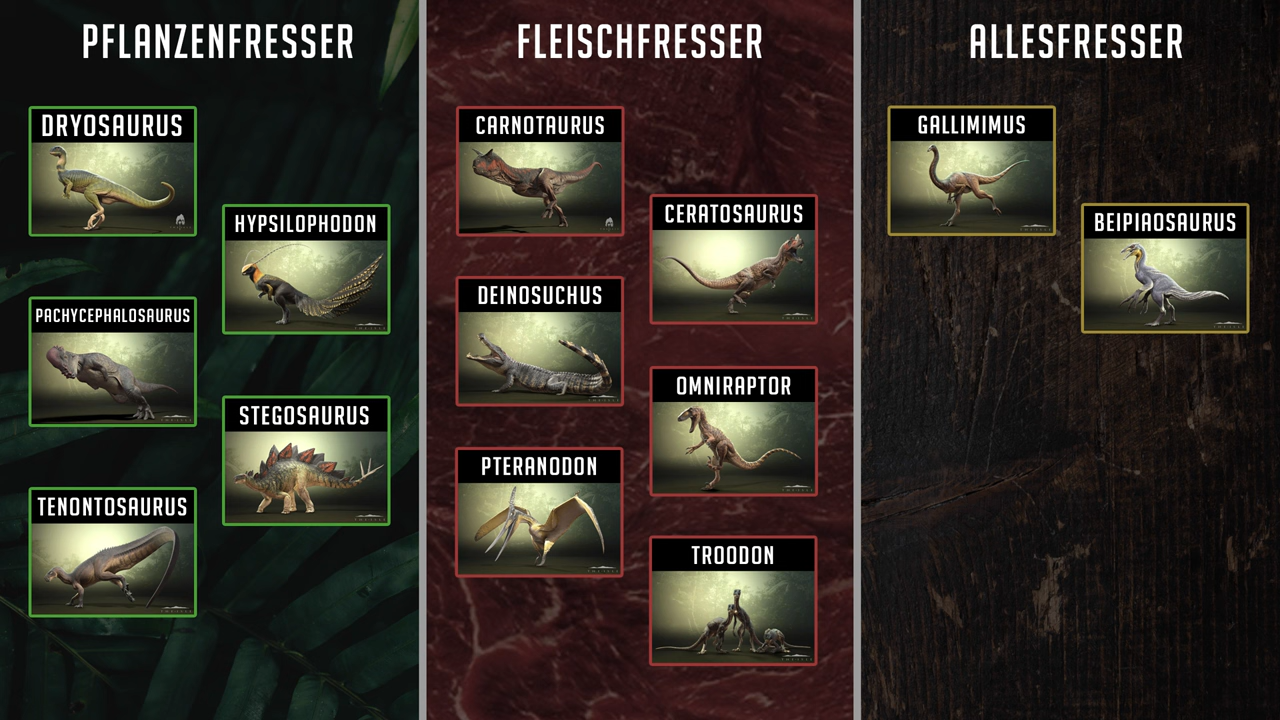 PFLANZENFRESSER
DRYOSAURUS
HYPSILOPHODON
PACHYCEPHALOSAURUS
STEGOSAURUS
TENONTOSAURUS
FLEISCHFRESSER
CARNOTAURUS
CERATOSAURUS
DEINOSUCHUS
OMNIRAPTOR
PTERANODON
TROODON
ALLESFRESSER
GALLIMIMUS
BEIPIAOSAURUS